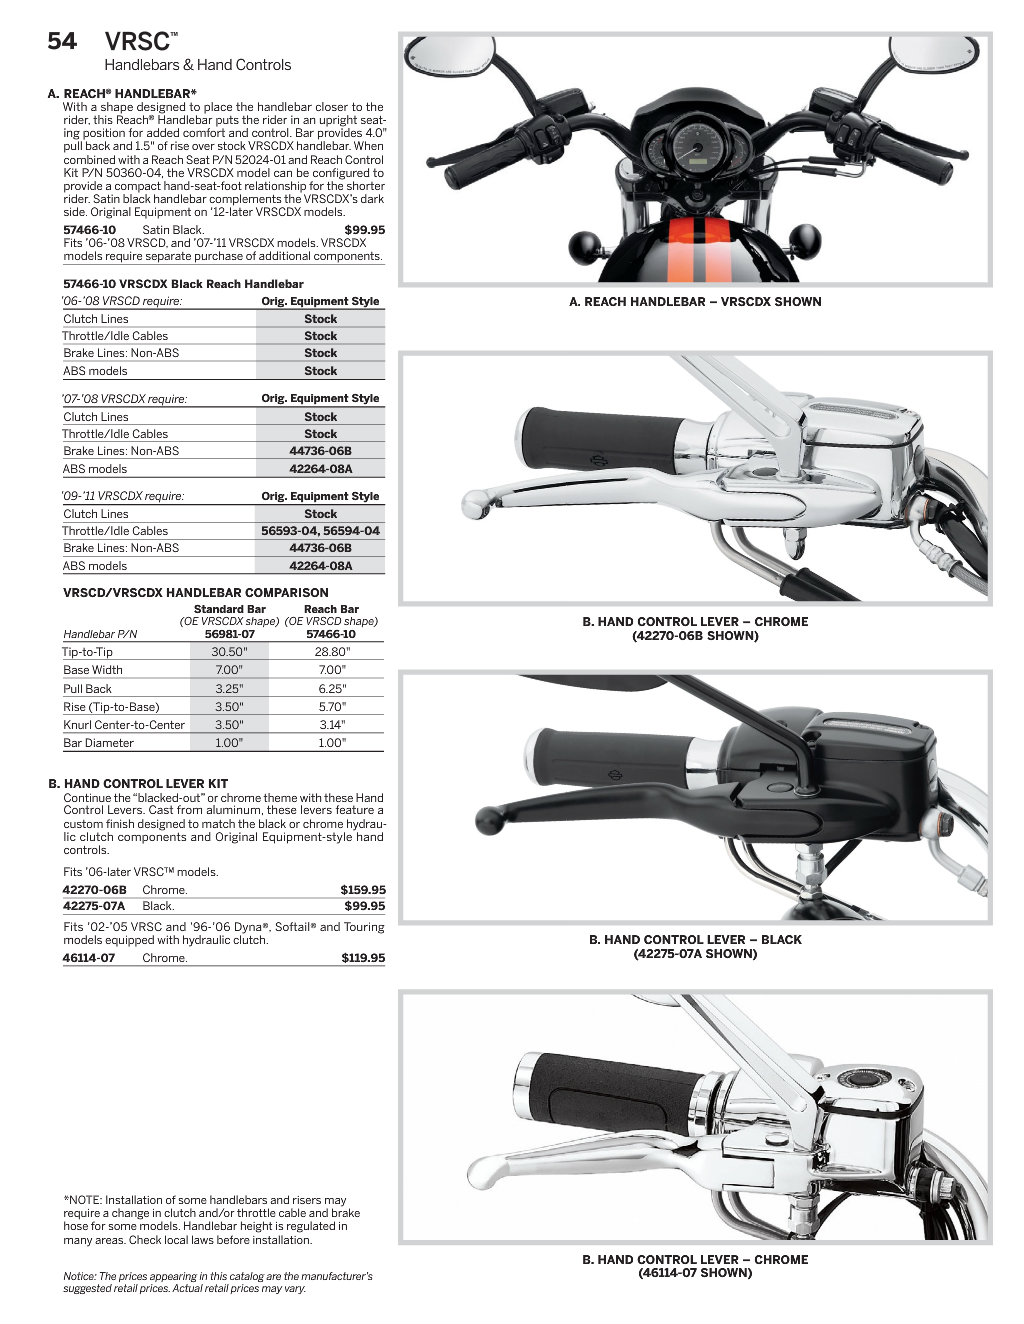 54 VRSC™
Handlebars & Hand Controls
A. REACH® HANDLEBAR*
With a shape designed to place the handlebar closer to the
rider, this Reach® Handlebar puts the rider in an upright seat-
ing position for added comfort and control. Bar provides 4.0"
pull back and 1.5" of rise over stock VRSCDX handlebar. When
combined with a Reach Seat P/N 52024-01 and Reach Control
Kit P/N 50360-04, the VRSCDX model can be configured to
provide a compact hand-seat-foot relationship for the shorter
rider. Satin black handlebar complements the VRSCDX's dark
side. Original Equipment on '12-later VRSCDX models.
57466-10 Satin Black. $99.95
Fits '06-'08 VRSCD, and '07-'11 VRSCDX models. VRSCDX
models require separate purchase of additional components.
57466-10 VRSCDX Black Reach Handlebar
'06-'08 VRSCD require: Orig. Equipment Style
Clutch Lines Stock
Throttle/Idle Cables Stock
Brake Lines: Non-ABS Stock
ABS models Stock
'07-'08 VRSCDX require: Orig. Equipment Style
Clutch Lines Stock
Throttle/Idle Cables Stock
Brake Lines: Non-ABS 44736-06B
ABS models 42264-08A
'09-'11 VRSCDX require: Orig. Equipment Style
Clutch Lines Stock
Throttle/Idle Cables 56593-04, 56594-04
Brake Lines: Non-ABS 44736-06B
ABS models 42264-08A
VRSCD/VRSCDX HANDLEBAR COMPARISON
Standard Bar Reach Bar
(OE VRSCDX shape) (OE VRSCD shape)
Handlebar P/N 56981-07 57466-10
Tip-to-Tip 30.50" 28.80"
Base Width 7.00" 7.00"
Pull Back 3.25" 6.25"
Rise (Tip-to-Base) 3.50" 5.70"
Knurl Center-to-Center 3.50" 3.14"
Bar Diameter 1.00" 1.00"
B. HAND CONTROL LEVER KIT
Continue the “blacked-out” or chrome theme with these Hand
Control Levers. Cast from aluminum, these levers feature a
custom finish designed to match the black or chrome hydrau-
lic clutch components and Original Equipment-style hand
controls.
Fits '06-later VRSC™ models.
42270-06B Chrome. $159.95
42275-07A Black. $99.95
Fits '02-'05 VRSC and '96-'06 Dyna®, Softail® and Touring
models equipped with hydraulic clutch.
46114-07 Chrome. $119.95
*NOTE: Installation of some handlebars and risers may
require a change in clutch and/or throttle cable and brake
hose for some models. Handlebar height is regulated in
many areas. Check local laws before installation.
Notice: The prices appearing in this catalog are the manufacturer's
suggested retail prices. Actual retail prices may vary.
A. REACH HANDLEBAR – VRSCDX SHOWN
B. HAND CONTROL LEVER – CHROME
(42270-06B SHOWN)
B. HAND CONTROL LEVER – BLACK
(42275-07A SHOWN)
B. HAND CONTROL LEVER – CHROME
(46114-07 SHOWN)